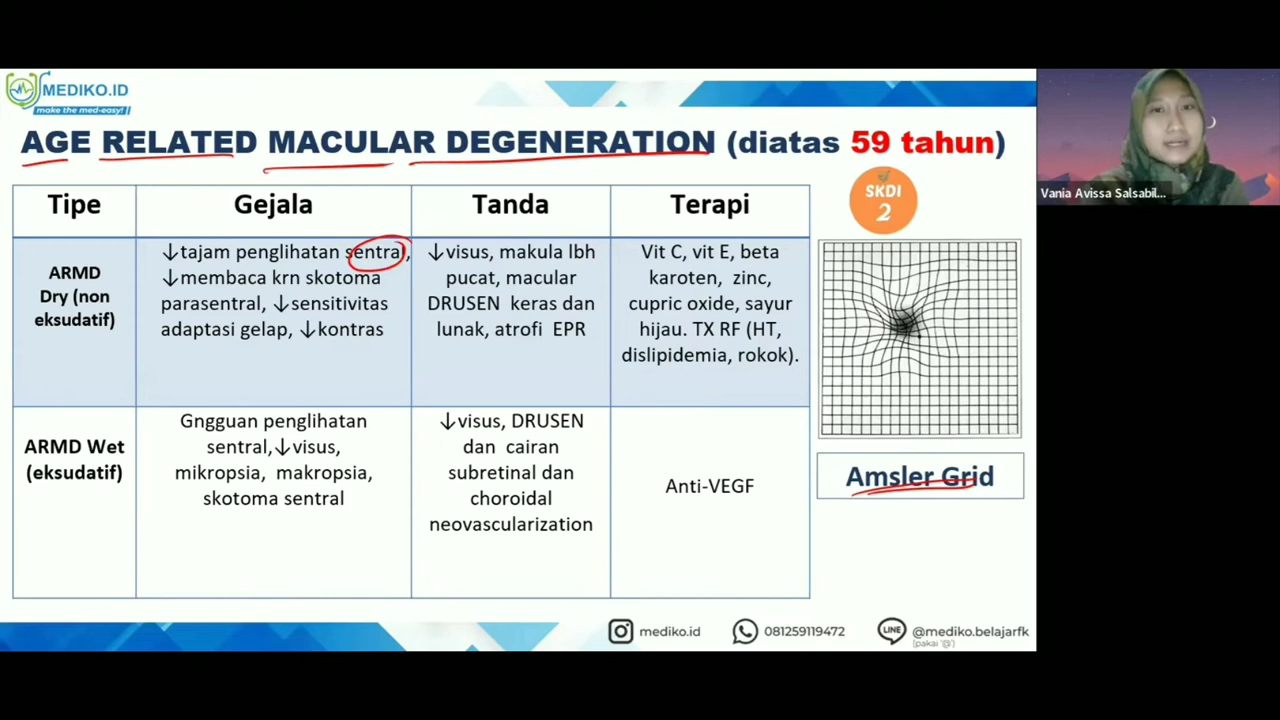 MEDIKO.ID
make the med-easy!
AGE RELATED MACULAR DEGENERATION (diatas 59 tahun)
Vania Avissa Salsabil...
SKDI
2
Tipe
Gejala
Tanda
Terapi
ARMD
Dry (non
eksudatif)
↓tajam penglihatan sentral,
↓membaca krn skotoma
parasentral, ↓sensitivitas
adaptasi gelap, ↓kontras
↓visus, makula lbh
pucat, macular
DRUSEN keras dan
lunak, atrofi EPR
Vit C, vit E, beta
karoten, zinc,
cupric oxide, sayur
hijau. TX RF (HT,
dislipidemia, rokok).
ARMD Wet
(eksudatif)
Gngguan penglihatan
sentral,↓visus,
mikropsia, makropsia,
skotoma sentral
↓visus, DRUSEN
dan cairan
subretinal dan
choroidal
neovascularization
Anti-VEGF
Amsler Grid
mediko.id
081259119472
LINE
@mediko.belajarfk
(pakai '@')